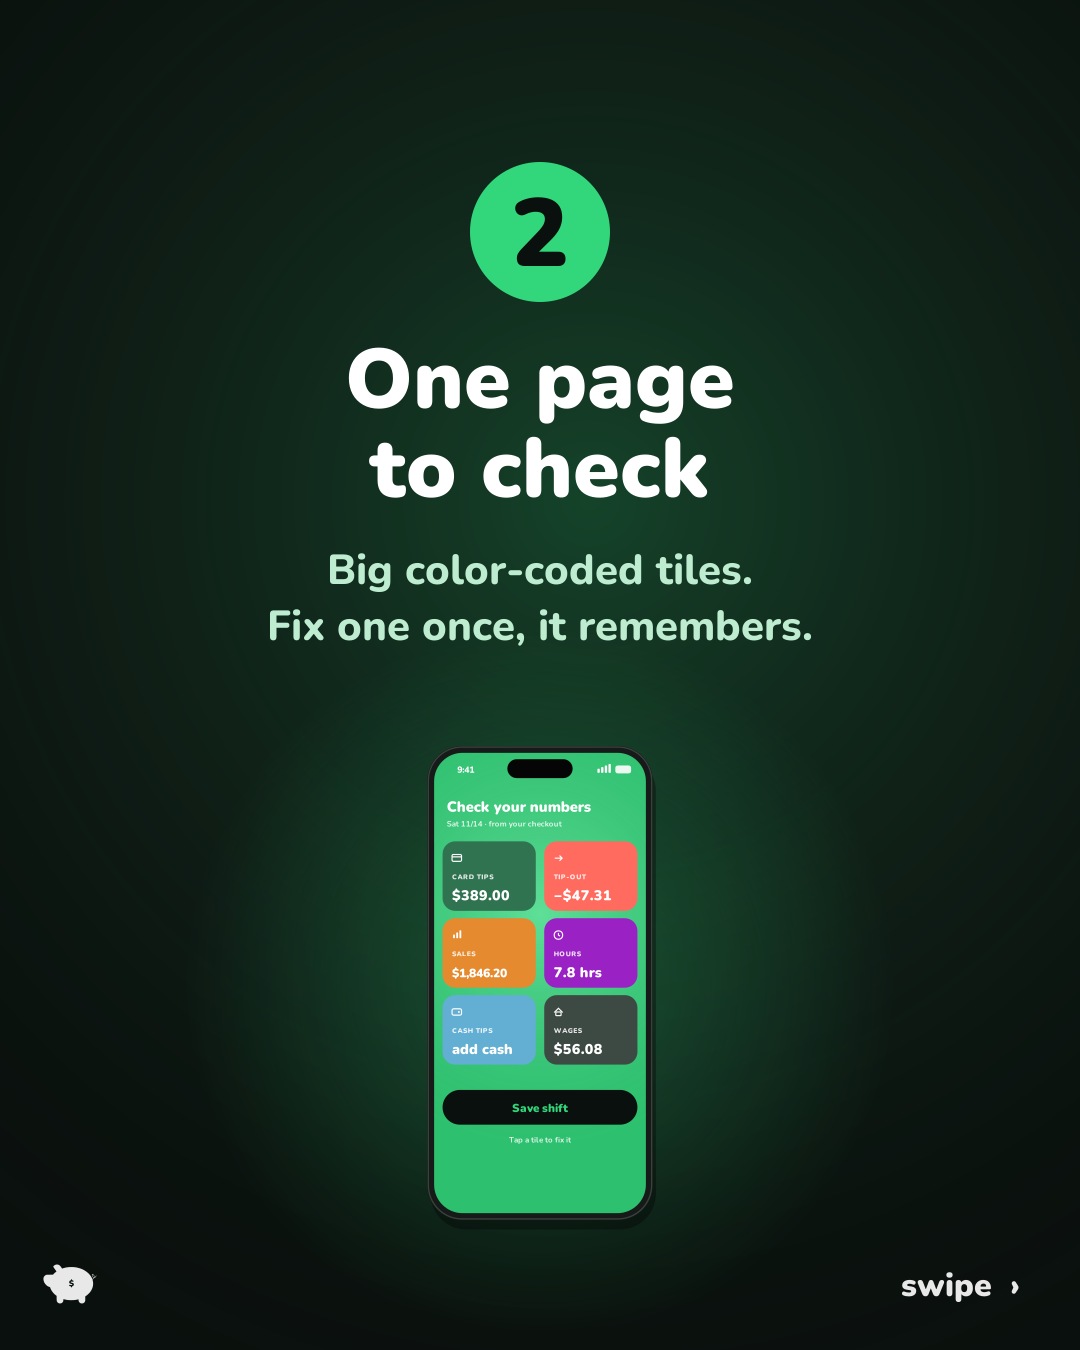 2
One page
to check
Big color-coded tiles.
Fix one once, it remembers.
9:41
Check your numbers
Sat 11/14 · from your checkout
CARD TIPS
$389.00
TIP-OUT
−$47.31
SALES
$1,846.20
HOURS
7.8 hrs
CASH TIPS
add cash
WAGES
$56.08
Save shift
Tap a tile to fix it
$
swipe ›